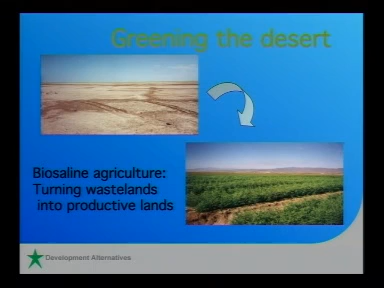 Greening the desert
Biosaline agriculture:
Turning wastelands
into productive lands
Development Alternatives